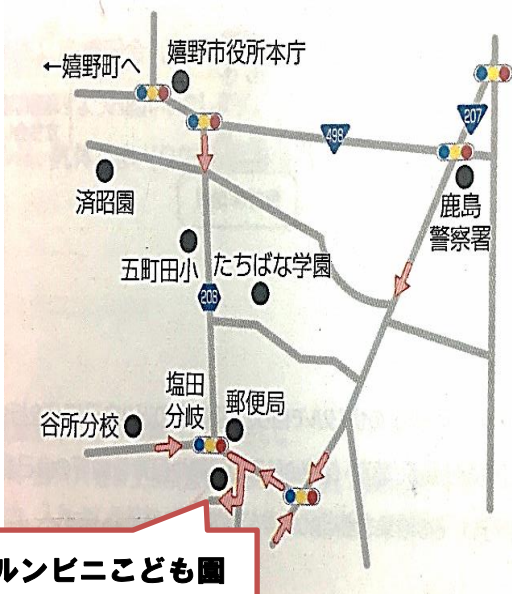 ←嬉野町へ
嬉野市役所本庁
498
207
済昭園
鹿島
警察署
五町田小
たちばな学園
208
塩田
分岐
郵便局
谷所分校
ルンビニこども園